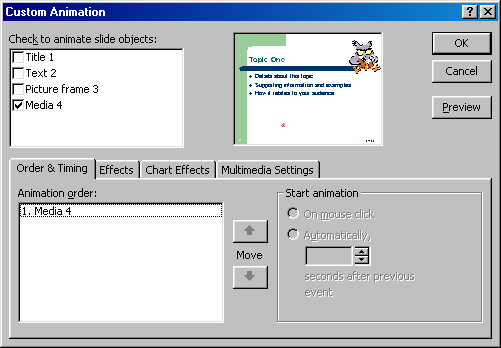 Custom Animation
Check to animate slide objects:
Title 1
Text 2
Picture frame 3
Media 4
Topic One
Details about this topic
Supporting information and examples
How it relates to your audience
OK
Cancel
Preview
Order & Timing
Effects
Chart Effects
Multimedia Settings
Animation order:
1. Media 4
Move
Start animation
On mouse click
Automatically,
seconds after previous
event